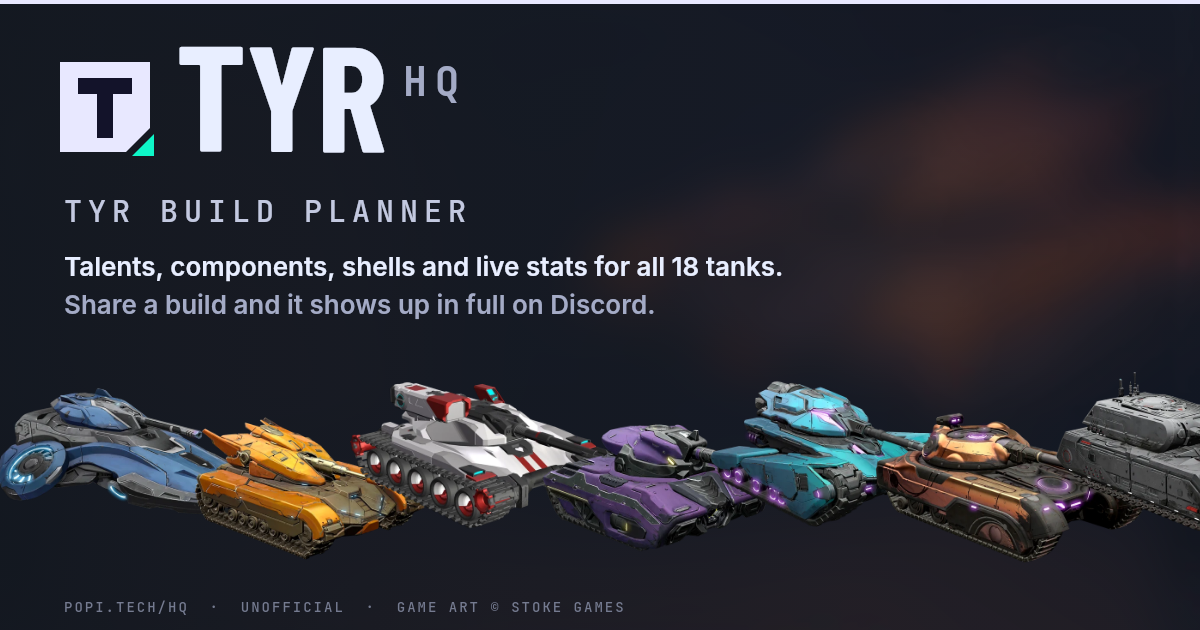 T TYR HQ
TYR BUILD PLANNER
Talents, components, shells and live stats for all 18 tanks.
Share a build and it shows up in full on Discord.
POPI.TECH/HQ · UNOFFICIAL · GAME ART © STOKE GAMES